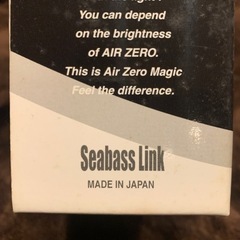 You can depend
on the brightness
of AIR ZERO.
This is Air Zero Magic
Feel the difference.
Seabass Link
MADE IN JAPAN